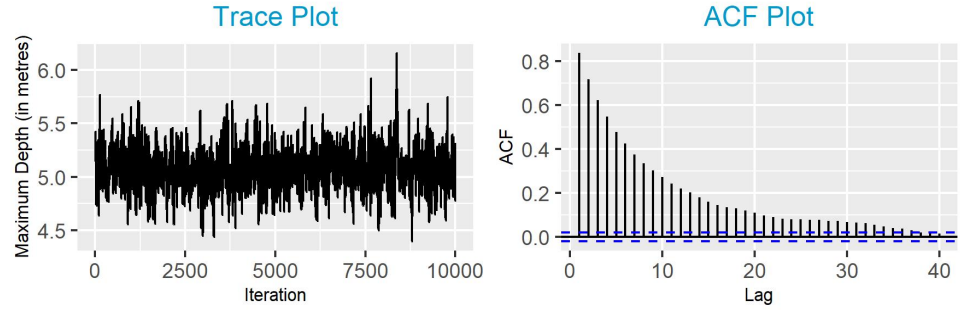 Trace Plot
Maximum Depth (in metres)
6.0
5.5
5.0
4.5
0 2500 5000 7500 10000
Iteration
ACF Plot
ACF
0.8
0.6
0.4
0.2
0.0
0 10 20 30 40
Lag